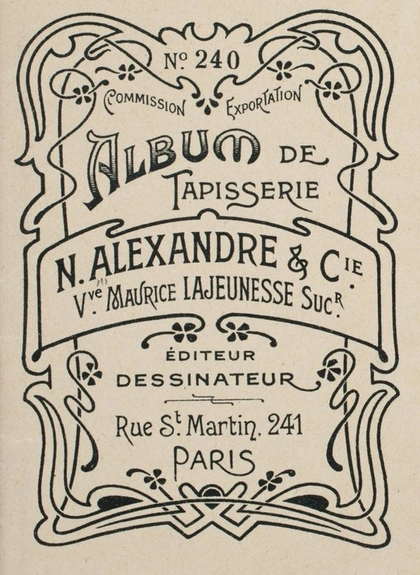 No. 240
COMMISSION EXPORTATION
ALBUM DE
TAPISSERIE
N. ALEXANDRE & CIE.
Vve MAURICE LAJEUNESSE SUCR.
ÉDITEUR
DESSINATEUR
Rue St. Martin. 241
PARIS